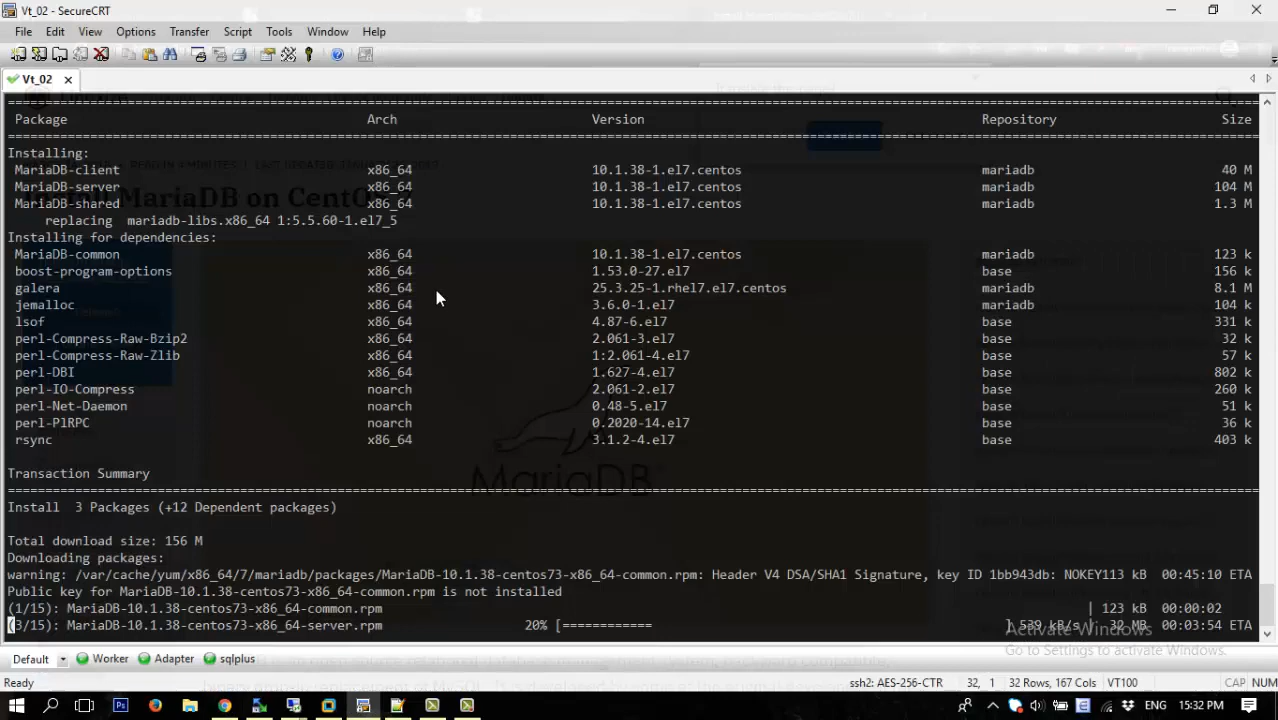 Vt_02 - SecureCRT
File Edit View Options Transfer Script Tools Window Help
Vt_02
Package Arch Version Repository Size
Installing:
MariaDB-client x86_64 10.1.38-1.el7.centos mariadb 40 M
MariaDB-server x86_64 10.1.38-1.el7.centos mariadb 104 M
MariaDB-shared x86_64 10.1.38-1.el7.centos mariadb 1.3 M
replacing mariadb-libs.x86_64 1:5.5.60-1.el7_5
Install MariaDB on CentOS
Installing for dependencies:
MariaDB-common x86_64 10.1.38-1.el7.centos mariadb 123 k
boost-program-options x86_64 1.53.0-27.el7 base 156 k
galera x86_64 25.3.25-1.rhel7.el7.centos mariadb 8.1 M
jemalloc x86_64 3.6.0-1.el7 mariadb 104 k
lsof x86_64 4.87-6.el7 base 331 k
perl-Compress-Raw-Bzip2 x86_64 2.061-3.el7 base 32 k
perl-Compress-Raw-Zlib x86_64 1:2.061-4.el7 base 57 k
perl-DBI x86_64 1.627-4.el7 base 802 k
perl-IO-Compress noarch 2.061-2.el7 base 260 k
perl-Net-Daemon noarch 0.48-5.el7 base 51 k
perl-PlRPC noarch 0.2020-14.el7 base 36 k
rsync x86_64 3.1.2-4.el7 base 403 k
Transaction Summary
MariaDB
Install 3 Packages (+12 Dependent packages)
Total download size: 156 M
Downloading packages:
warning: /var/cache/yum/x86_64/7/mariadb/packages/MariaDB-10.1.38-centos73-x86_64-common.rpm: Header V4 DSA/SHA1 Signature, key ID 1bb943db: NOKEY113 kB 00:45:10 ETA
Public key for MariaDB-10.1.38-centos73-x86_64-common.rpm is not installed
(1/15): MariaDB-10.1.38-centos73-x86_64-common.rpm | 123 kB 00:00:02
(3/15): MariaDB-10.1.38-centos73-x86_64-server.rpm 20% [============ ] 539 kB/s | 32 MB 00:03:54 ETA
Activate Windows
Go to Settings to activate Windows.
Default Worker Adapter sqlplus
Ready ssh2: AES-256-CTR 32, 1 32 Rows, 167 Cols VT100 CAP NUM
15:32 PM